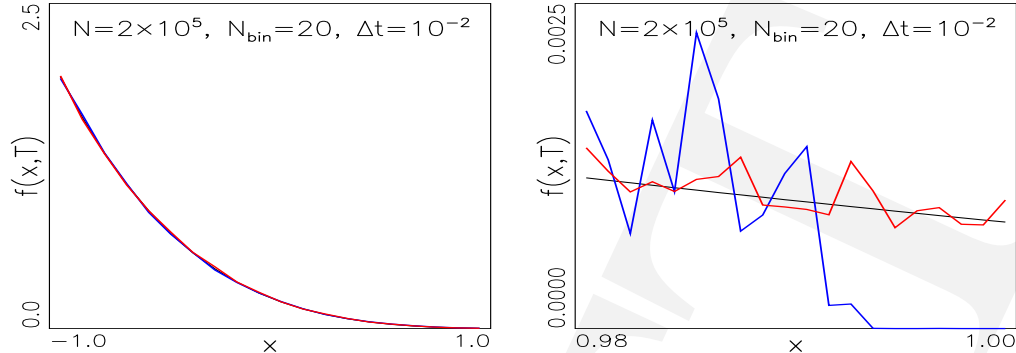 N=2×10⁵, N_bin=20, Δt=10⁻²
2.5
f(x,T)
0.0
−1.0
x
1.0
N=2×10⁵, N_bin=20, Δt=10⁻²
0.0025
f(x,T)
0.0000
0.98
x
1.00